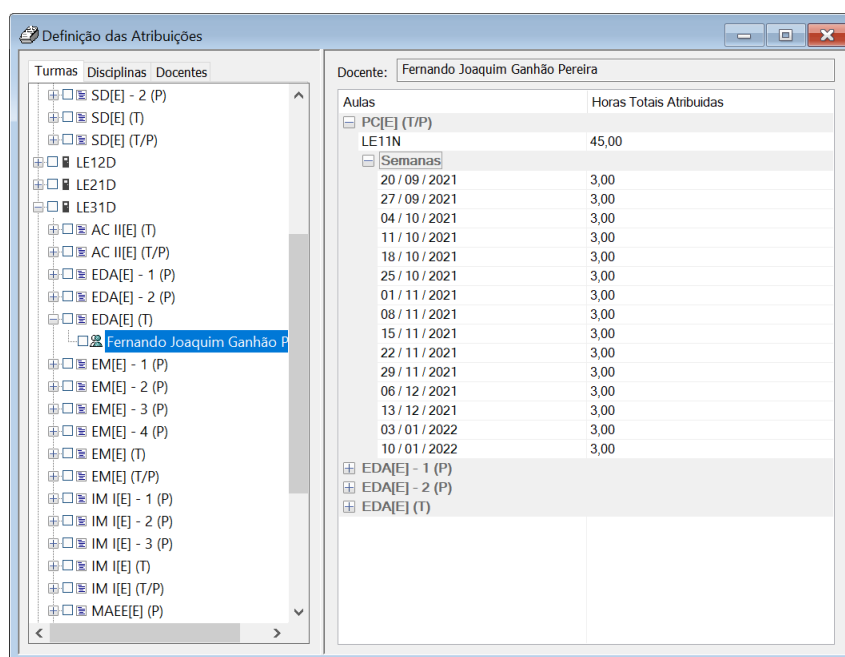 Definição das Atribuições
Turmas Disciplinas Docentes
SD[E] - 2 (P)
SD[E] (T)
SD[E] (T/P)
LE12D
LE21D
LE31D
AC II[E] (T)
AC II[E] (T/P)
EDA[E] - 1 (P)
EDA[E] - 2 (P)
EDA[E] (T)
Fernando Joaquim Ganhão P
EM[E] - 1 (P)
EM[E] - 2 (P)
EM[E] - 3 (P)
EM[E] - 4 (P)
EM[E] (T)
EM[E] (T/P)
IM I[E] - 1 (P)
IM I[E] - 2 (P)
IM I[E] - 3 (P)
IM I[E] (T)
IM I[E] (T/P)
MAEE[E] (P)
Docente: Fernando Joaquim Ganhão Pereira
Aulas Horas Totais Atribuidas
PC[E] (T/P)
LE11N 45,00
Semanas
20 / 09 / 2021 3,00
27 / 09 / 2021 3,00
04 / 10 / 2021 3,00
11 / 10 / 2021 3,00
18 / 10 / 2021 3,00
25 / 10 / 2021 3,00
01 / 11 / 2021 3,00
08 / 11 / 2021 3,00
15 / 11 / 2021 3,00
22 / 11 / 2021 3,00
29 / 11 / 2021 3,00
06 / 12 / 2021 3,00
13 / 12 / 2021 3,00
03 / 01 / 2022 3,00
10 / 01 / 2022 3,00
EDA[E] - 1 (P)
EDA[E] - 2 (P)
EDA[E] (T)